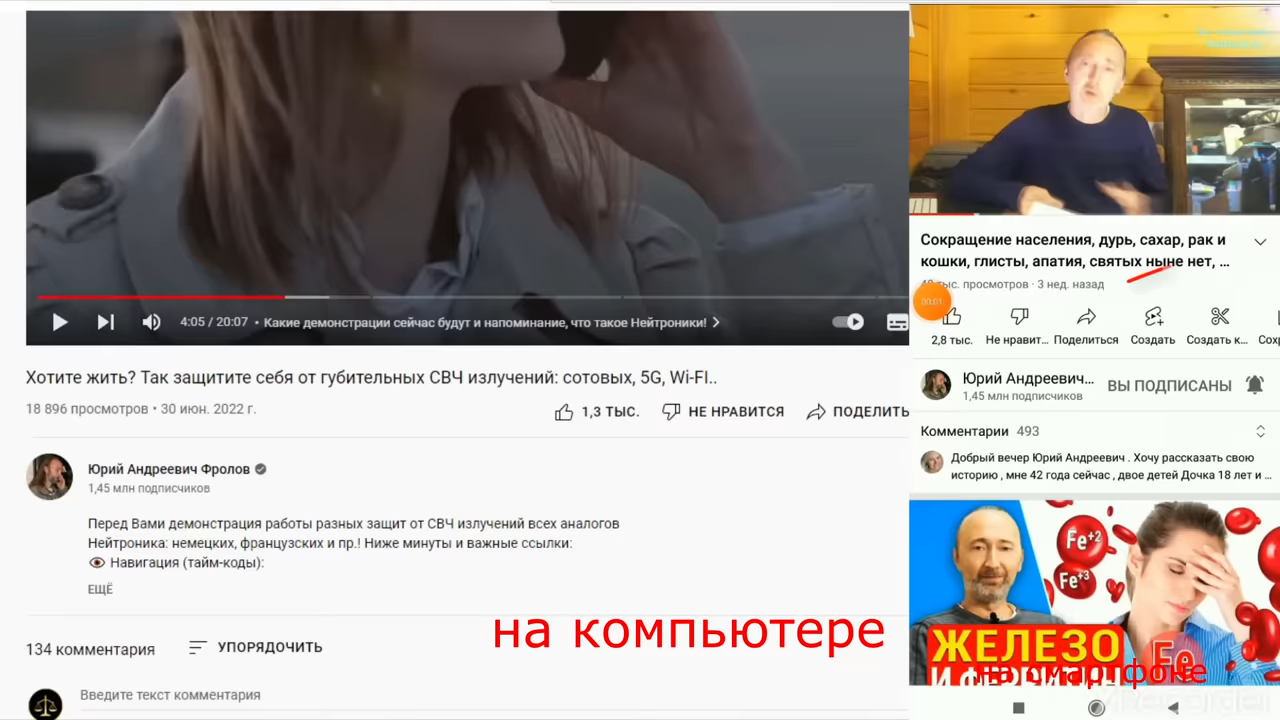 4:05 / 20:07 • Какие демонстрации сейчас будут и напоминание, что такое Нейтроники!
Хотите жить? Так защитите себя от губительных СВЧ излучений: сотовых, 5G, Wi-FI..
18 896 просмотров • 30 июн. 2022 г.
1,3 ТЫС.
НЕ НРАВИТСЯ
ПОДЕЛИТЬ
Юрий Андреевич Фролов
1,45 млн подписчиков
Перед Вами демонстрация работы разных защит от СВЧ излучений всех аналогов
Нейтроника: немецких, французских и пр.! Ниже минуты и важные ссылки:
Навигация (тайм-коды):
ЕЩЁ
на компьютере
134 комментария
УПОРЯДОЧИТЬ
Введите текст комментария
Сокращение населения, дурь, сахар, рак и
кошки, глисты, апатия, святых ныне нет, ...
тыс. просмотров · 3 нед. назад
00:01
2,8 тыс.
Не нравит...
Поделиться
Создать
Создать к...
Сох
Юрий Андреевич...
1,45 млн подписчиков
ВЫ ПОДПИСАНЫ
Комментарии 493
Добрый вечер Юрий Андреевич . Хочу рассказать свою
историю , мне 42 года сейчас , двое детей Дочка 18 лет и ...
Fe+2
Fe+3
ЖЕЛЕЗО
Fe